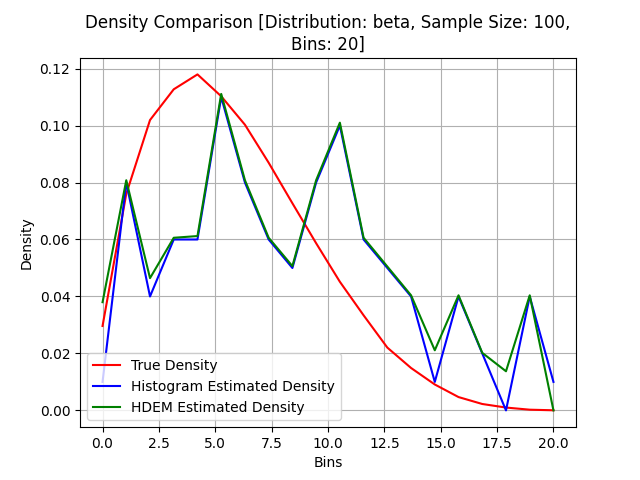 Density Comparison [Distribution: beta, Sample Size: 100,
Bins: 20]
Density
0.12
0.10
0.08
0.06
0.04
0.02
0.00
True Density
Histogram Estimated Density
HDEM Estimated Density
0.0 2.5 5.0 7.5 10.0 12.5 15.0 17.5 20.0
Bins